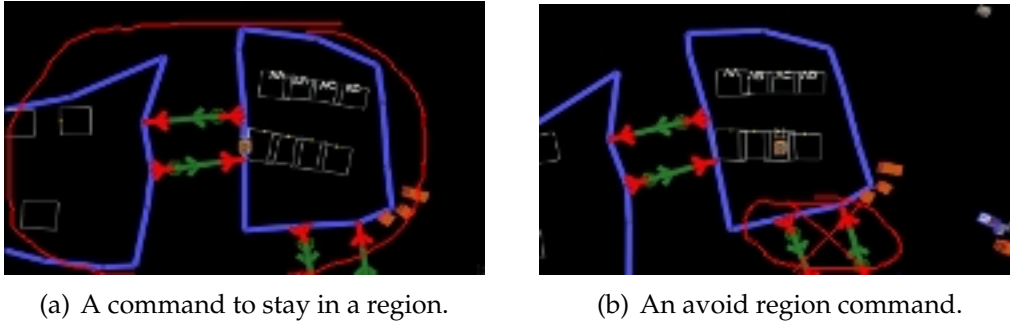 (a) A command to stay in a region.
(b) An avoid region command.